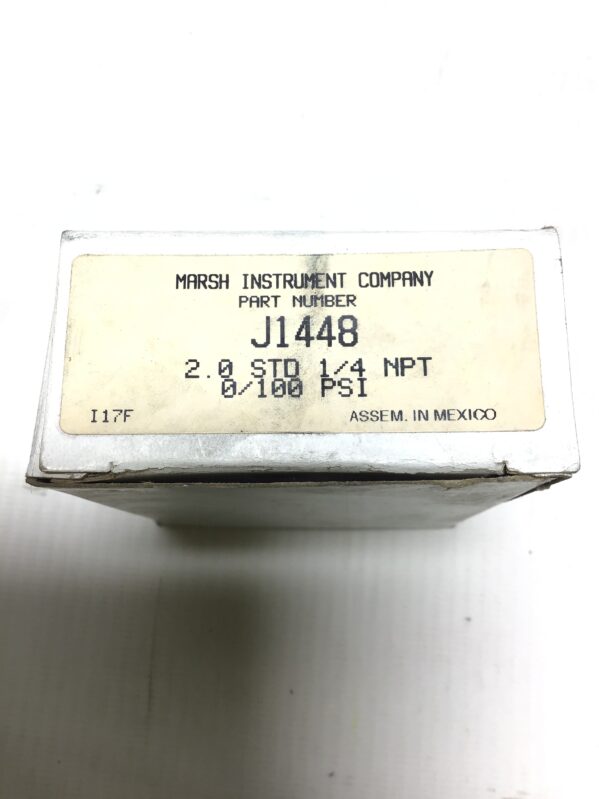 MARSH INSTRUMENT COMPANY
PART NUMBER
J1448
2.0 STD 1/4 NPT
0/100 PSI
I17F ASSEM. IN MEXICO